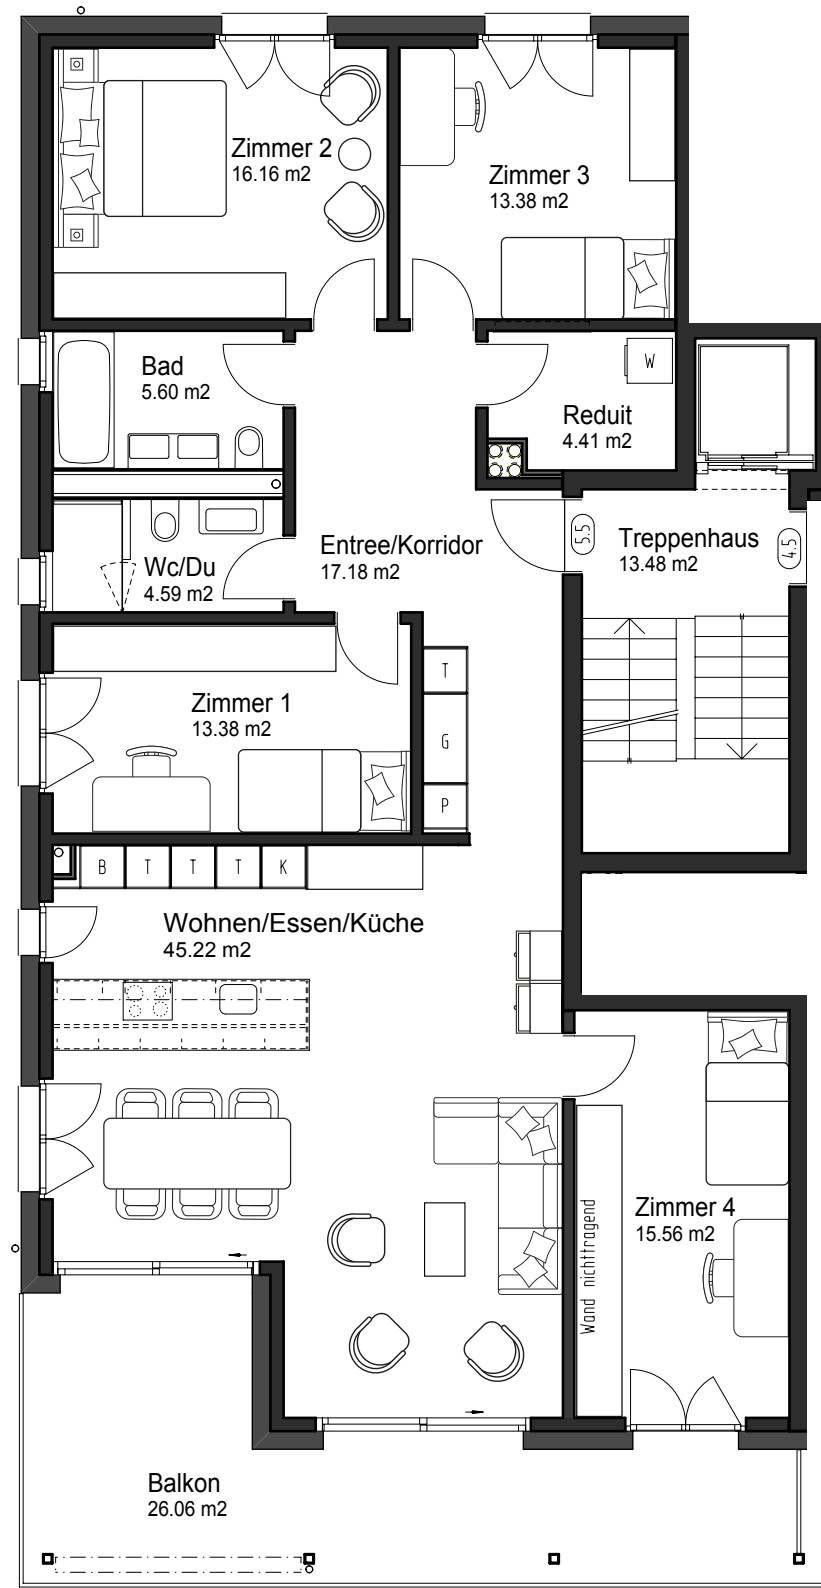 Zimmer 2
16.16 m2
Zimmer 3
13.38 m2
Bad
5.60 m2
W
Reduit
4.41 m2
Entree/Korridor
17.18 m2
5.5
Treppenhaus
13.48 m2
4.5
Wc/Du
4.59 m2
T
G
P
Zimmer 1
13.38 m2
B
T
T
T
K
Wohnen/Essen/Küche
45.22 m2
Zimmer 4
15.56 m2
Wand nichttragend
Balkon
26.06 m2